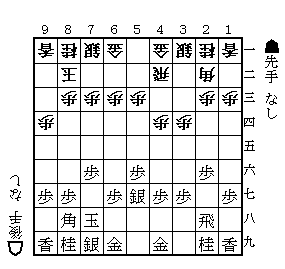 9 8 7 6 5 4 3 2 1
香 桂 銀 金 金 銀 桂 香 一
玉 飛 角 二
歩 歩 歩 歩 歩 歩 三
歩 歩 歩 四
五
歩 歩 歩 六
歩 歩 歩 銀 歩 歩 歩 七
角 玉 飛 八
香 桂 銀 金 金 桂 香 九
先手 なし
後手 なし